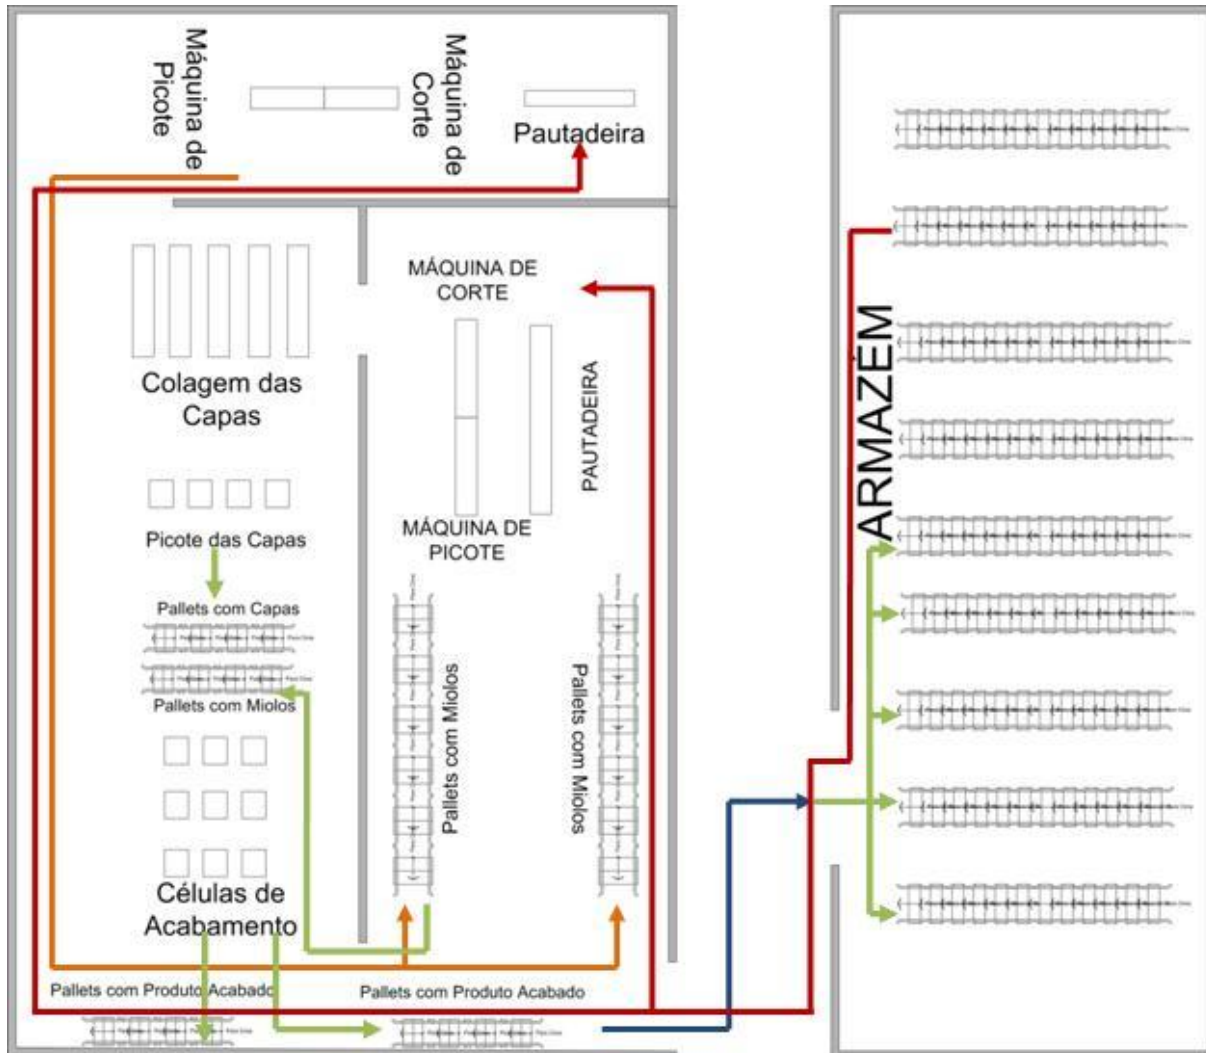 Máquina de
Picote
Máquina de
Corte
Pautadeira
MÁQUINA DE
CORTE
Colagem das
Capas
PAUTADEIRA
ARMAZEM
Picote das Capas
MÁQUINA DE
PICOTE
Pallets com Capas
Pallets com Miolos
Pallets com Miolos
Pallets com Miolos
Células de
Acabamento
Pallets com Produto Acabado
Pallets com Produto Acabado